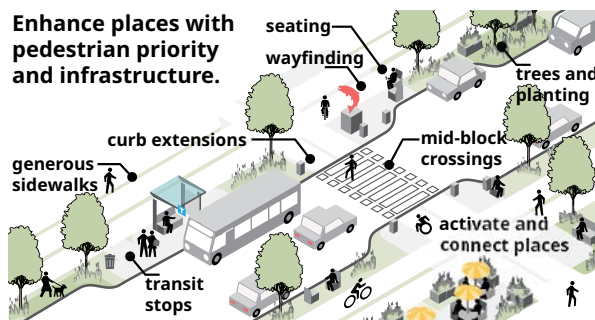 Enhance places with
pedestrian priority
and infrastructure.
seating
wayfinding
trees and
planting
curb extensions
mid-block
crossings
generous
sidewalks
activate and
connect places
transit
stops